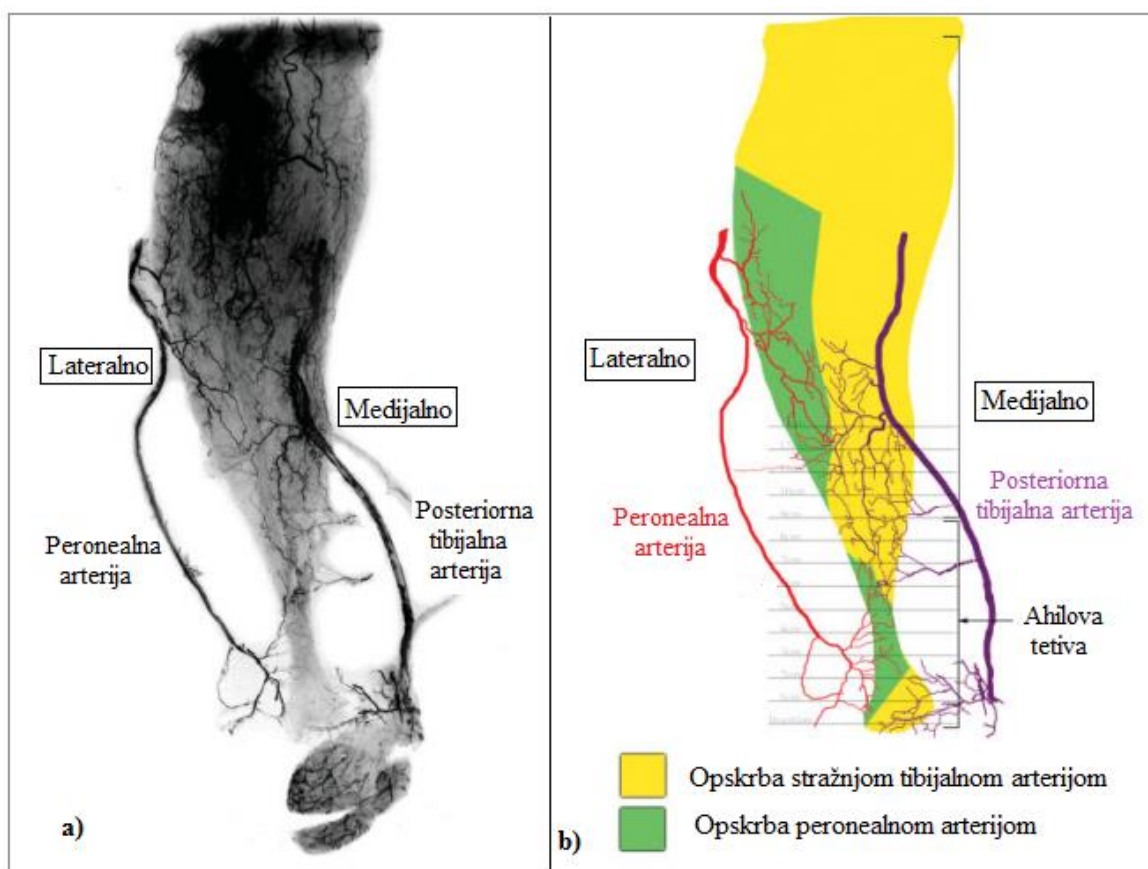 Lateralno
Medijalno
Peronealna
arterija
Posteriorna
tibijalna
arterija
a)
Lateralno
Medijalno
Peronealna
arterija
Posteriorna
tibijalna arterija
Ahilova
tetiva
Opskrba stražnjom tibijalnom arterijom
Opskrba peronealnom arterijom
b)